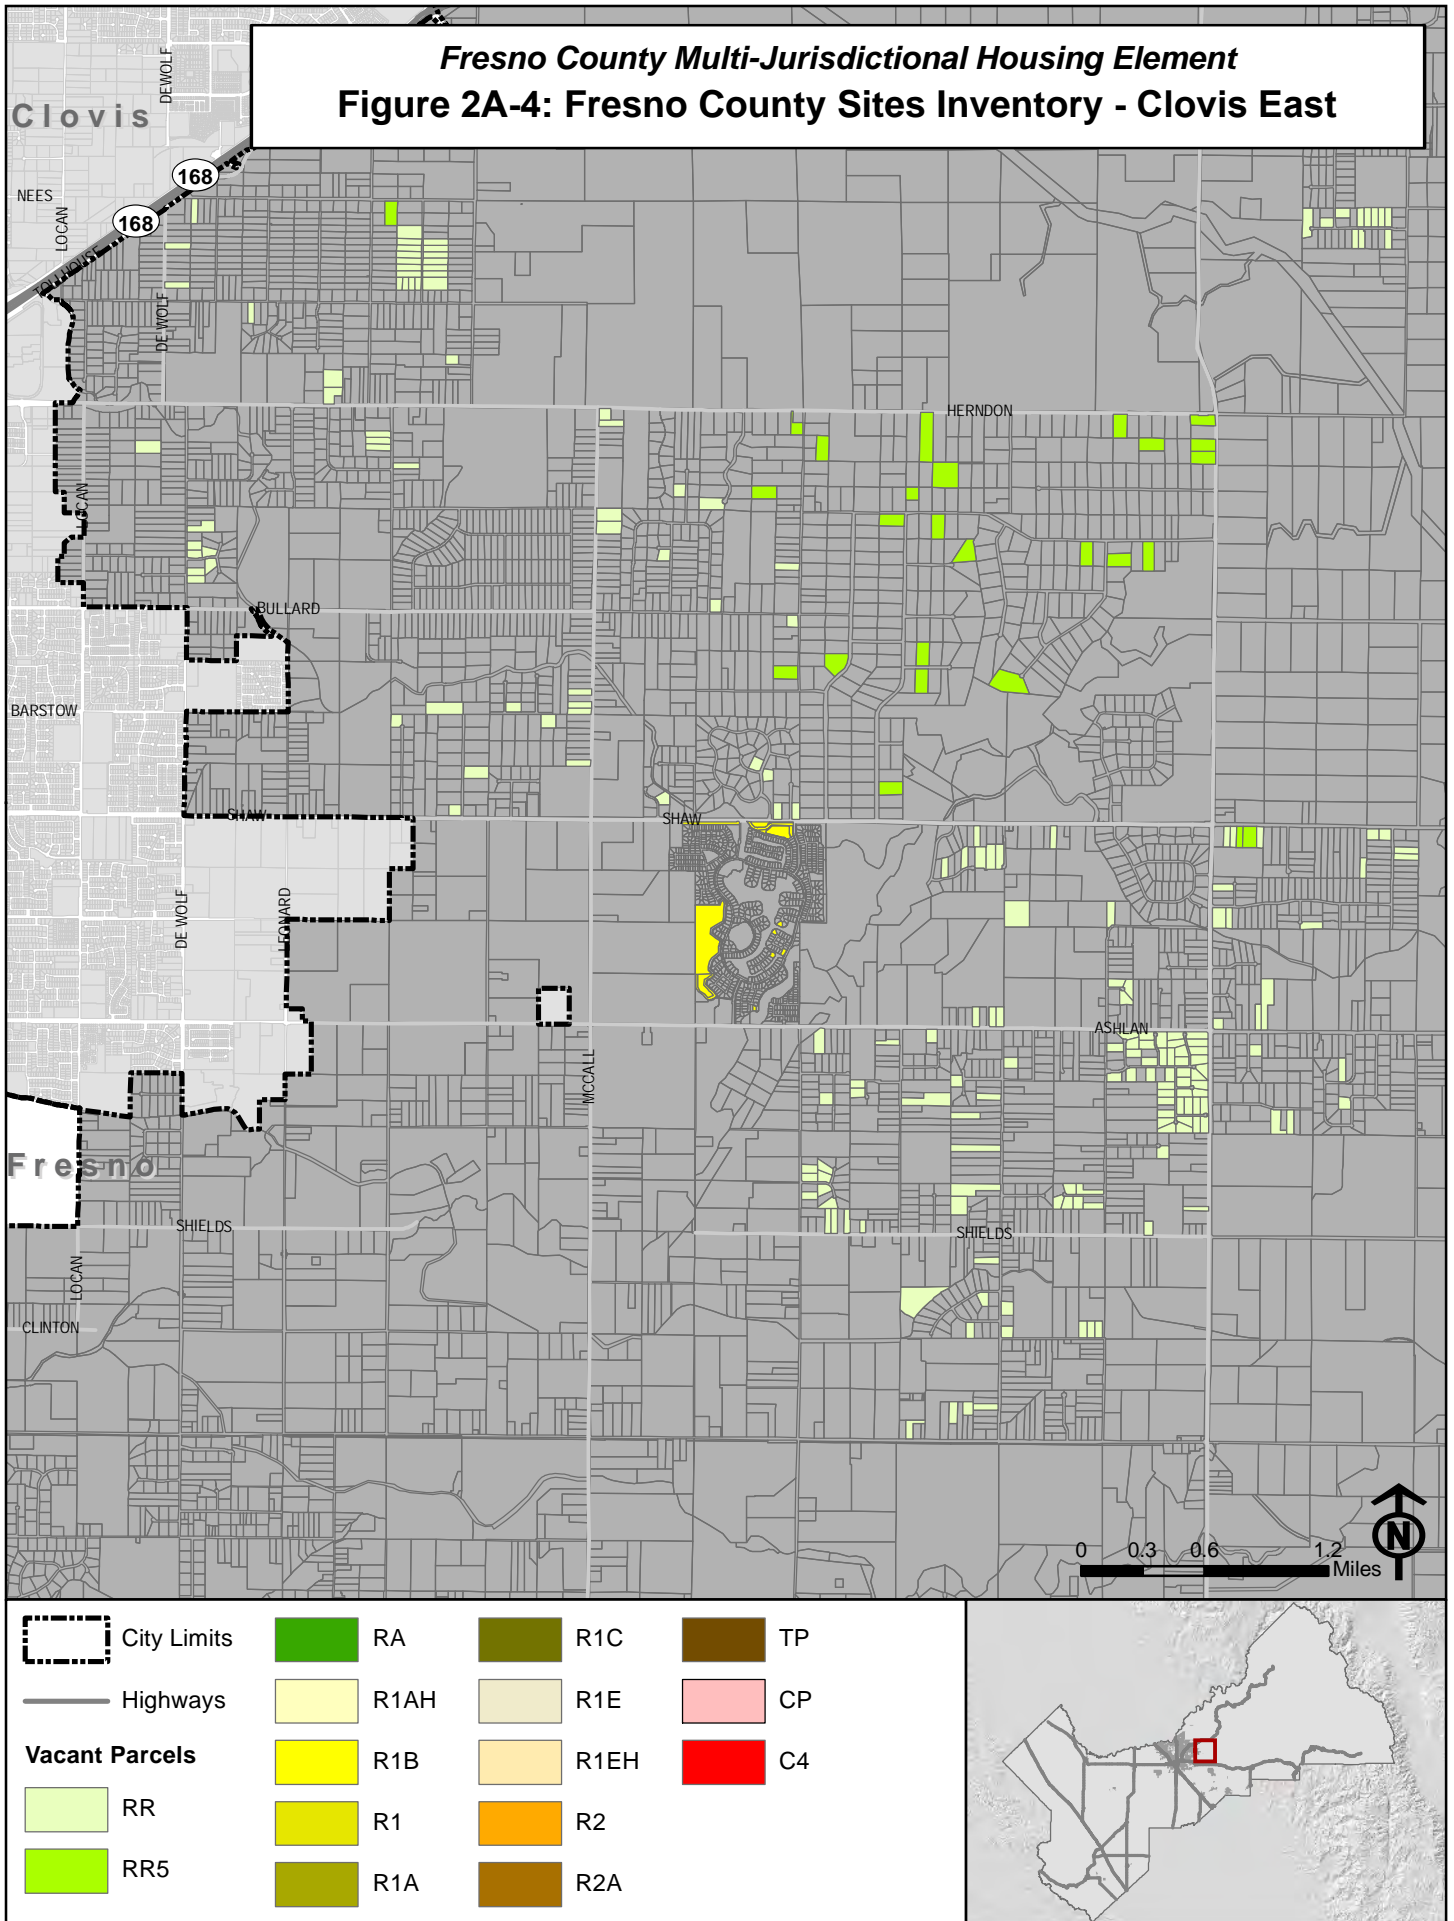 Fresno County Multi-Jurisdictional Housing Element
Figure 2A-4: Fresno County Sites Inventory - Clovis East
DEWOLF
Clovis
168
NEES
168
LOCAN
TOLLHOUSE
DE WOLF
HERNDON
LOCAN
BULLARD
BARSTOW
SHAW
SHAW
DE WOLF
LEONARD
ASHLAN
MCCALL
Fresno
SHIELDS
SHIELDS
LOCAN
CLINTON
N
0 0.3 0.6 1.2
Miles
City Limits
Highways
Vacant Parcels
RR
RR5
RA
R1AH
R1B
R1
R1A
R1C
R1E
R1EH
R2
R2A
TP
CP
C4